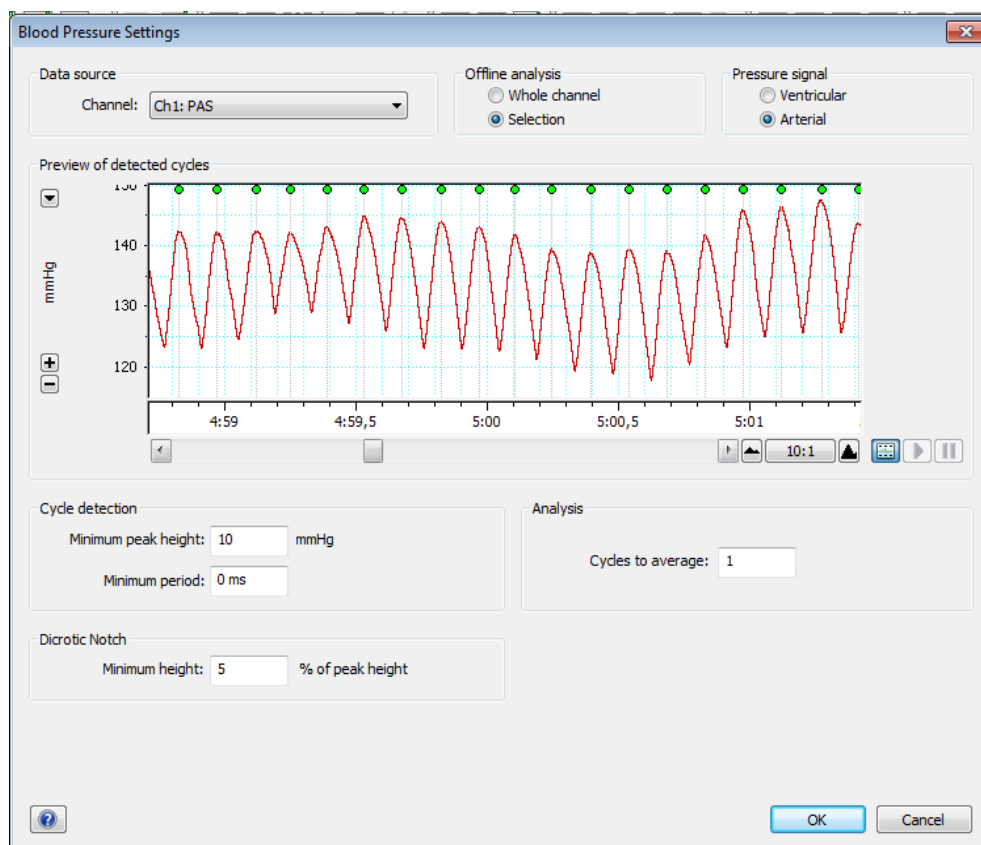 Blood Pressure Settings
Data source
Channel: Ch1: PAS
Offline analysis
Whole channel
Selection
Pressure signal
Ventricular
Arterial
Preview of detected cycles
150
140
130
120
mmHg
4:59 4:59,5 5:00 5:00,5 5:01
10:1
Cycle detection
Minimum peak height: 10 mmHg
Minimum period: 0 ms
Analysis
Cycles to average: 1
Dicrotic Notch
Minimum height: 5 % of peak height
OK Cancel